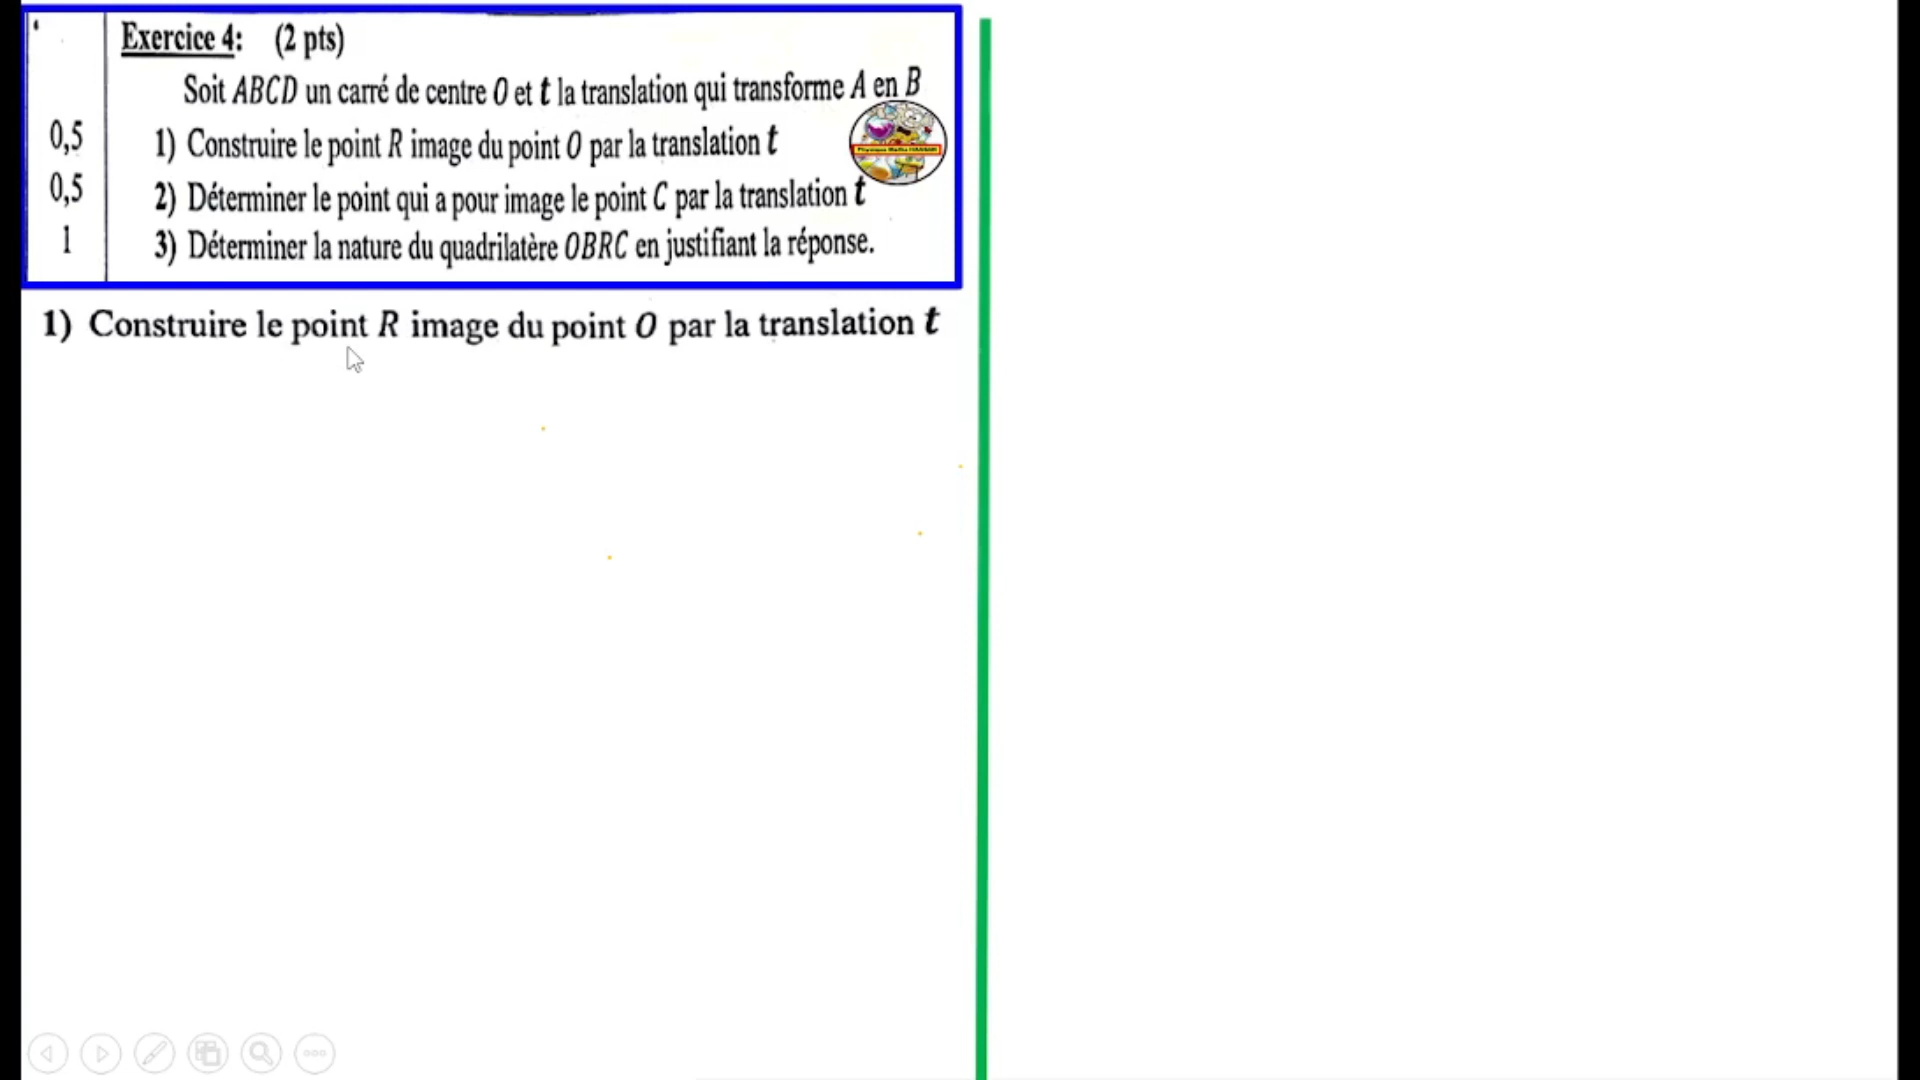 Exercice 4: (2 pts)
Soit ABCD un carré de centre O et t la translation qui transforme A en B
0,5 1) Construire le point R image du point O par la translation t
0,5 2) Déterminer le point qui a pour image le point C par la translation t
1 3) Déterminer la nature du quadrilatère OBRC en justifiant la réponse.
1) Construire le point R image du point O par la translation t